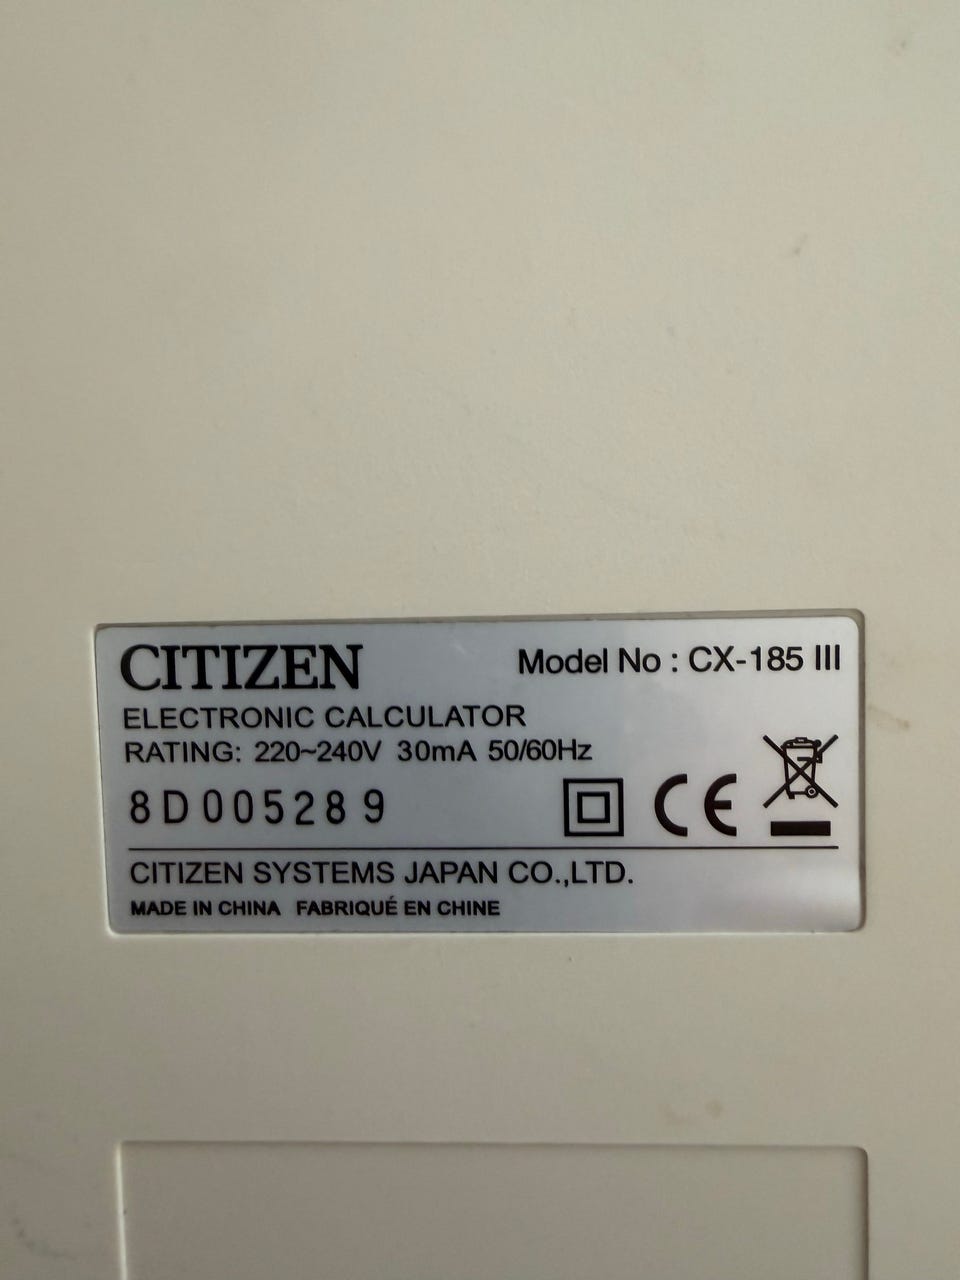 CITIZEN
Model No : CX-185 III
ELECTRONIC CALCULATOR
RATING: 220~240V 30mA 50/60Hz
8D005289
CE
CITIZEN SYSTEMS JAPAN CO.,LTD.
MADE IN CHINA FABRIQUÉ EN CHINE